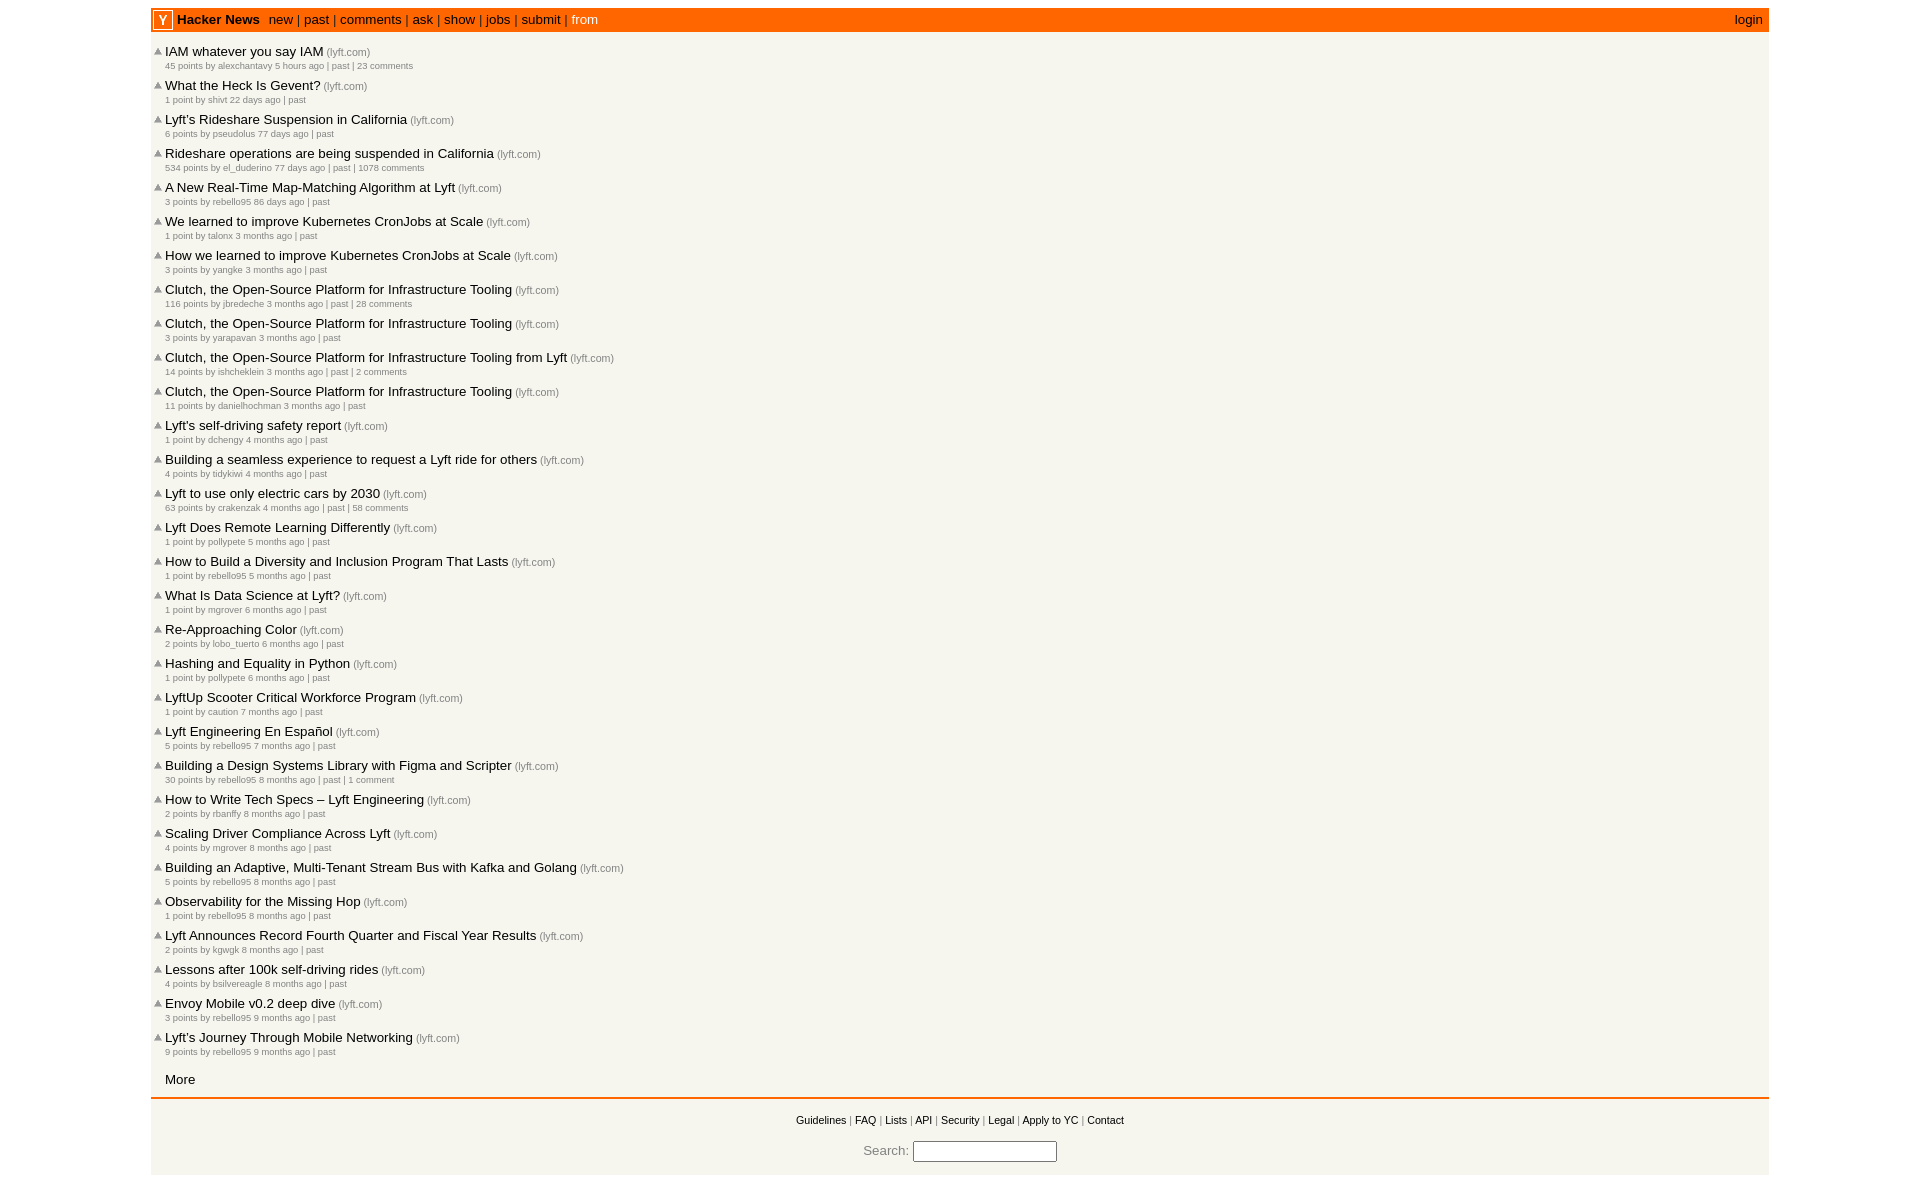 Y Hacker News new | past | comments | ask | show | jobs | submit | from login
IAM whatever you say IAM (lyft.com)
45 points by alexchantavy 5 hours ago | past | 23 comments
What the Heck Is Gevent? (lyft.com)
1 point by shivt 22 days ago | past
Lyft's Rideshare Suspension in California (lyft.com)
6 points by pseudolus 77 days ago | past
Rideshare operations are being suspended in California (lyft.com)
534 points by el_duderino 77 days ago | past | 1078 comments
A New Real-Time Map-Matching Algorithm at Lyft (lyft.com)
3 points by rebello95 86 days ago | past
We learned to improve Kubernetes CronJobs at Scale (lyft.com)
1 point by talonx 3 months ago | past
How we learned to improve Kubernetes CronJobs at Scale (lyft.com)
3 points by yangke 3 months ago | past
Clutch, the Open-Source Platform for Infrastructure Tooling (lyft.com)
116 points by jbredeche 3 months ago | past | 28 comments
Clutch, the Open-Source Platform for Infrastructure Tooling (lyft.com)
3 points by yarapavan 3 months ago | past
Clutch, the Open-Source Platform for Infrastructure Tooling from Lyft (lyft.com)
14 points by ishcheklein 3 months ago | past | 2 comments
Clutch, the Open-Source Platform for Infrastructure Tooling (lyft.com)
11 points by danielhochman 3 months ago | past
Lyft's self-driving safety report (lyft.com)
1 point by dchengy 4 months ago | past
Building a seamless experience to request a Lyft ride for others (lyft.com)
4 points by tidykiwi 4 months ago | past
Lyft to use only electric cars by 2030 (lyft.com)
63 points by crakenzak 4 months ago | past | 58 comments
Lyft Does Remote Learning Differently (lyft.com)
1 point by pollypete 5 months ago | past
How to Build a Diversity and Inclusion Program That Lasts (lyft.com)
1 point by rebello95 5 months ago | past
What Is Data Science at Lyft? (lyft.com)
1 point by mgrover 6 months ago | past
Re-Approaching Color (lyft.com)
2 points by lobo_tuerto 6 months ago | past
Hashing and Equality in Python (lyft.com)
1 point by pollypete 6 months ago | past
LyftUp Scooter Critical Workforce Program (lyft.com)
1 point by caution 7 months ago | past
Lyft Engineering En Español (lyft.com)
5 points by rebello95 7 months ago | past
Building a Design Systems Library with Figma and Scripter (lyft.com)
30 points by rebello95 8 months ago | past | 1 comment
How to Write Tech Specs – Lyft Engineering (lyft.com)
2 points by rbanffy 8 months ago | past
Scaling Driver Compliance Across Lyft (lyft.com)
4 points by mgrover 8 months ago | past
Building an Adaptive, Multi-Tenant Stream Bus with Kafka and Golang (lyft.com)
5 points by rebello95 8 months ago | past
Observability for the Missing Hop (lyft.com)
1 point by rebello95 8 months ago | past
Lyft Announces Record Fourth Quarter and Fiscal Year Results (lyft.com)
2 points by kgwgk 8 months ago | past
Lessons after 100k self-driving rides (lyft.com)
4 points by bsilvereagle 8 months ago | past
Envoy Mobile v0.2 deep dive (lyft.com)
3 points by rebello95 9 months ago | past
Lyft's Journey Through Mobile Networking (lyft.com)
9 points by rebello95 9 months ago | past
More
Guidelines | FAQ | Lists | API | Security | Legal | Apply to YC | Contact
Search: